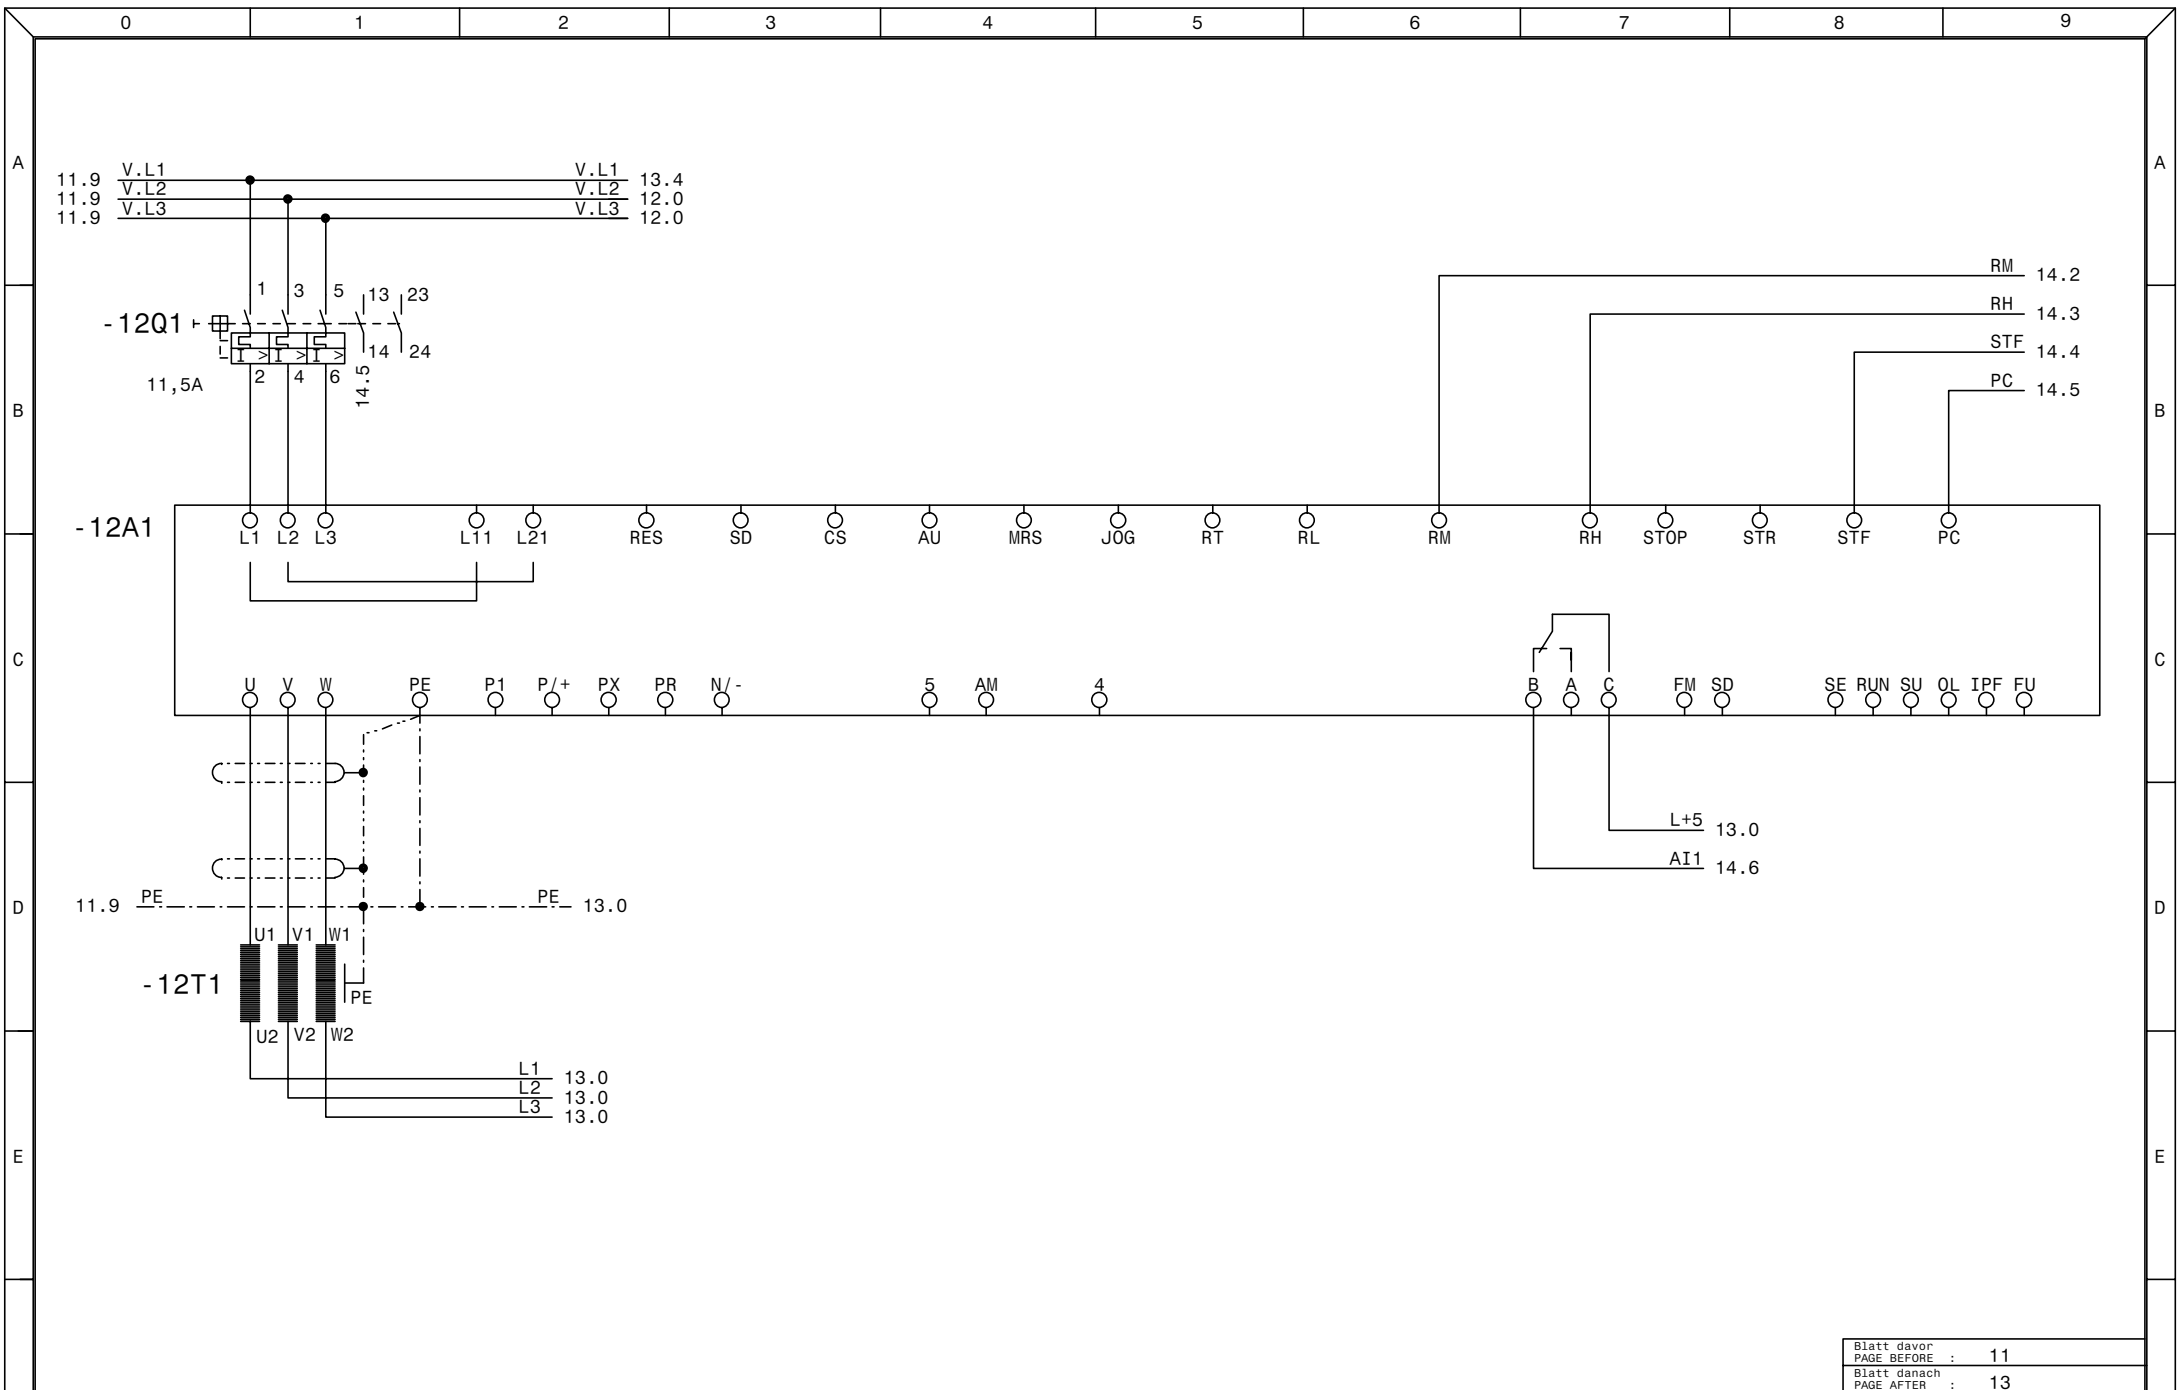 0 1 2 3 4 5 6 7 8 9
A A
V.L1 V.L1
11.9 13.4
V.L2 V.L2
11.9 12.0
V.L3 V.L3
11.9 12.0
RM 14.2
RH 14.3
STF 14.4
PC 14.5
1 3 5 13 23
-12Q1
I > I > I > 14 24
11,5A 2 4 6 14.5
B B
-12A1
L1 L2 L3 L11 L21 RES SD CS AU MRS JOG RT RL RM RH STOP STR STF PC
C C
U V W PE P1 P/+ PX PR N/- 5 AM 4 B A C FM SD SE RUN SU OL IPF FU
L+5 13.0
AI1 14.6
D D
11.9 PE PE 13.0
U1 V1 W1
-12T1
PE
U2 V2 W2
L1 13.0
L2 13.0
L3 13.0
E E
Blatt davor
PAGE BEFORE : 11
Blatt danach
PAGE AFTER : 13